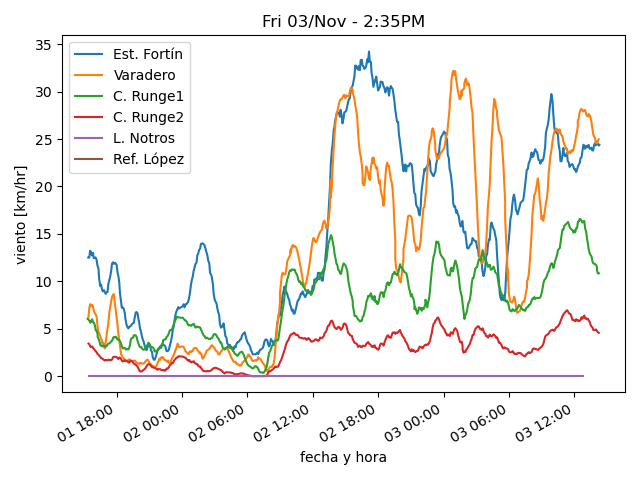 Fri 03/Nov - 2:35PM
Est. Fortín
Varadero
C. Runge1
C. Runge2
L. Notros
Ref. López
viento [km/hr]
35
30
25
20
15
10
5
0
01 18:00
02 00:00
02 06:00
02 12:00
02 18:00
03 00:00
03 06:00
03 12:00
fecha y hora